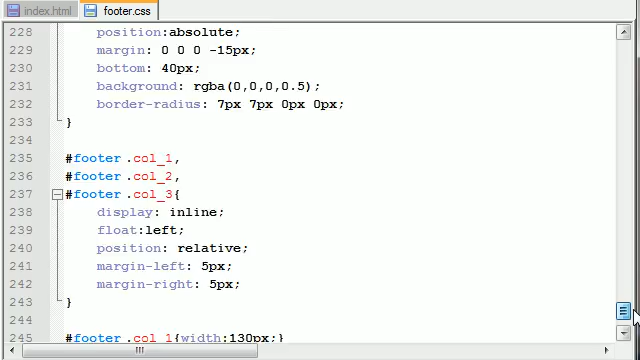 index.html footer.css
228 position:absolute;
229 margin: 0 0 0 -15px;
230 bottom: 40px;
231 background: rgba(0,0,0,0.5);
232 border-radius: 7px 7px 0px 0px;
233 }
234
235 #footer .col_1,
236 #footer .col_2,
237 #footer .col_3{
238 display: inline;
239 float:left;
240 position: relative;
241 margin-left: 5px;
242 margin-right: 5px;
243 }
244
245 #footer .col_1{width:130px;}